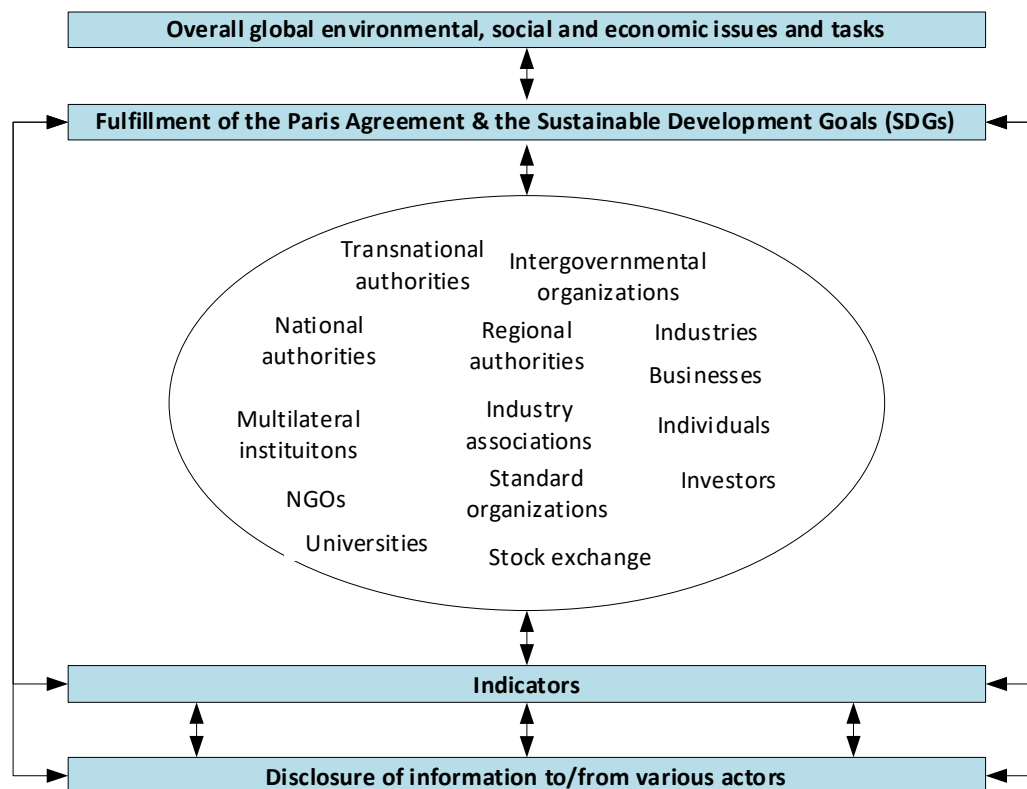 Overall global environmental, social and economic issues and tasks
Fulfillment of the Paris Agreement & the Sustainable Development Goals (SDGs)
Transnational
authorities
Intergovernmental
organizations
National
authorities
Regional
authorities
Industries
Businesses
Multilateral
instituitons
Industry
associations
Individuals
NGOs
Standard
organizations
Investors
Universities
Stock exchange
Indicators
Disclosure of information to/from various actors